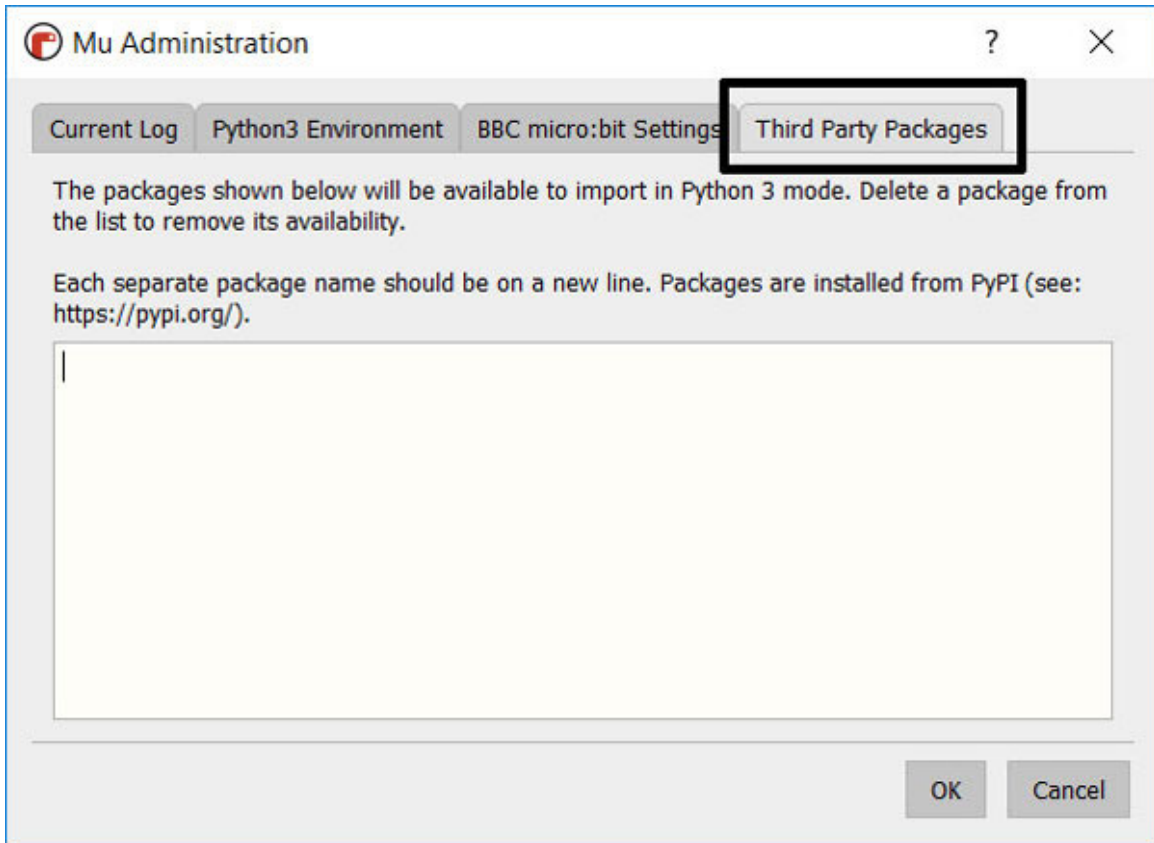 Mu Administration
?
Current Log
Python3 Environment
BBC micro:bit Settings
Third Party Packages
The packages shown below will be available to import in Python 3 mode. Delete a package from
the list to remove its availability.
Each separate package name should be on a new line. Packages are installed from PyPI (see:
https://pypi.org/).
OK
Cancel